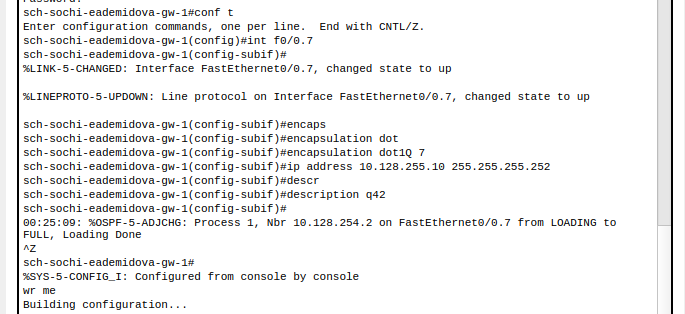 Password:
sch-sochi-eademidova-gw-1#conf t
Enter configuration commands, one per line.  End with CNTL/Z.
sch-sochi-eademidova-gw-1(config)#int f0/0.7
sch-sochi-eademidova-gw-1(config-subif)#
%LINK-5-CHANGED: Interface FastEthernet0/0.7, changed state to up
%LINEPROTO-5-UPDOWN: Line protocol on Interface FastEthernet0/0.7, changed state to up
sch-sochi-eademidova-gw-1(config-subif)#encaps
sch-sochi-eademidova-gw-1(config-subif)#encapsulation dot
sch-sochi-eademidova-gw-1(config-subif)#encapsulation dot1Q 7
sch-sochi-eademidova-gw-1(config-subif)#ip address 10.128.255.10 255.255.255.252
sch-sochi-eademidova-gw-1(config-subif)#descr
sch-sochi-eademidova-gw-1(config-subif)#description q42
sch-sochi-eademidova-gw-1(config-subif)#
00:25:09: %OSPF-5-ADJCHG: Process 1, Nbr 10.128.254.2 on FastEthernet0/0.7 from LOADING to
FULL, Loading Done
^Z
sch-sochi-eademidova-gw-1#
%SYS-5-CONFIG_I: Configured from console by console
wr me
Building configuration...